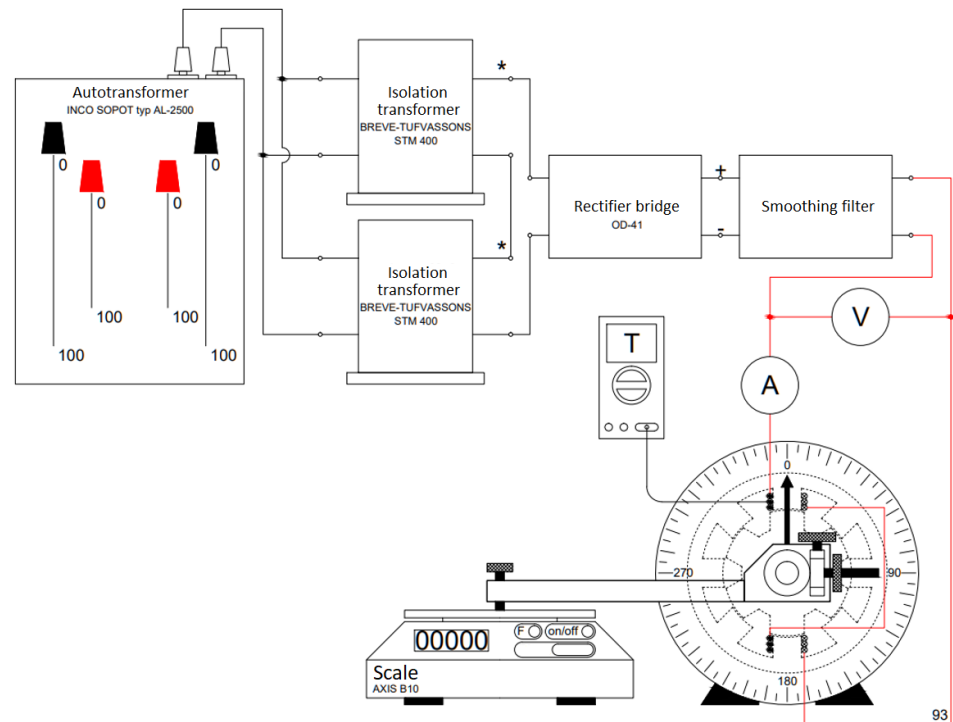 Autotransformer
INCO SOPOT typ AL-2500
0
0
0
0
100
100
100
100
*
Isolation
transformer
BREVE-TUFVASSONS
STM 400
*
Isolation
transformer
BREVE-TUFVASSONS
STM 400
Rectifier bridge
OD-41
+
-
Smoothing filter
V
A
T
0
270
90
180
00000
F
on/off
Scale
AXIS B10
93